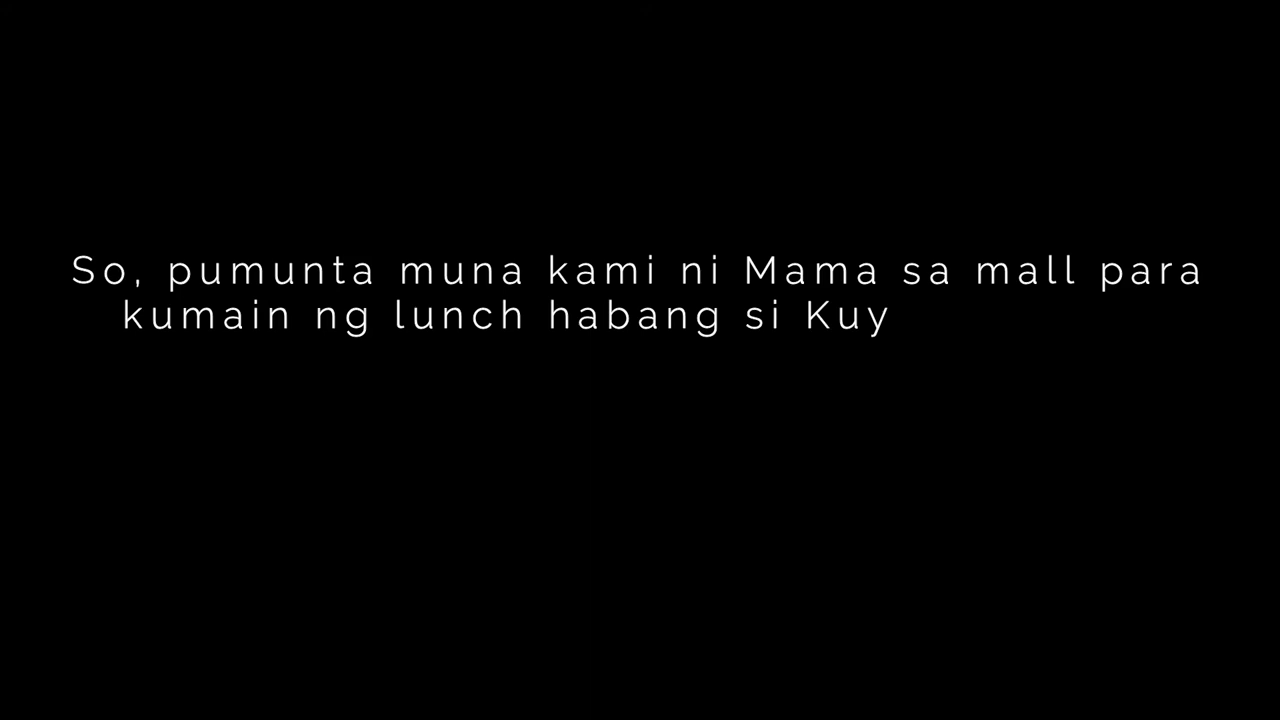 So, pumunta muna kami ni Mama sa mall para
kumain ng lunch habang si Kuy